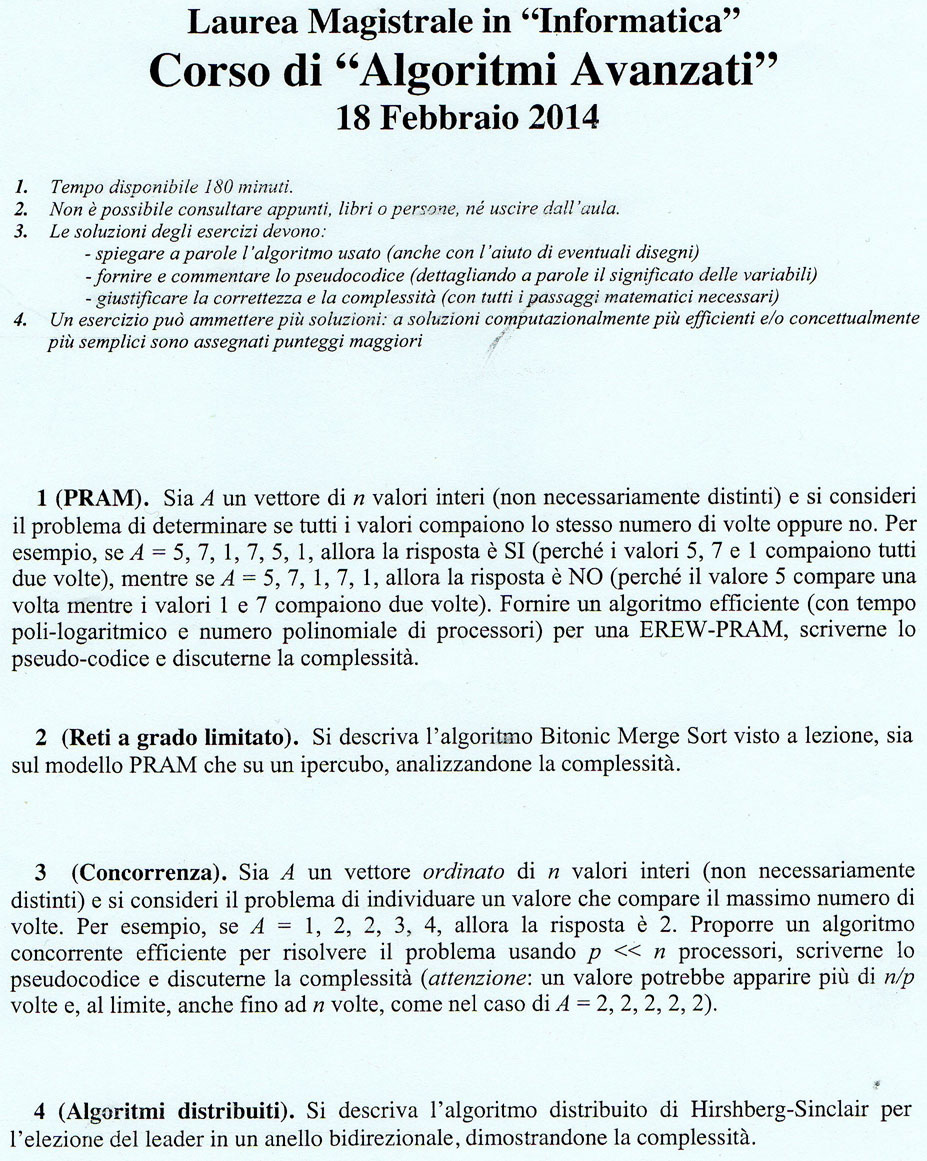 Laurea Magistrale in “Informatica”
Corso di “Algoritmi Avanzati”
18 Febbraio 2014
1. Tempo disponibile 180 minuti.
2. Non è possibile consultare appunti, libri o persone, né uscire dall’aula.
3. Le soluzioni degli esercizi devono:
- spiegare a parole l’algoritmo usato (anche con l’aiuto di eventuali disegni)
- fornire e commentare lo pseudocodice (dettagliando a parole il significato delle variabili)
- giustificare la correttezza e la complessità (con tutti i passaggi matematici necessari)
4. Un esercizio può ammettere più soluzioni: a soluzioni computazionalmente più efficienti e/o concettualmente
più semplici sono assegnati punteggi maggiori
1 (PRAM). Sia A un vettore di n valori interi (non necessariamente distinti) e si consideri
il problema di determinare se tutti i valori compaiono lo stesso numero di volte oppure no. Per
esempio, se A = 5, 7, 1, 7, 5, 1, allora la risposta è SI (perché i valori 5, 7 e 1 compaiono tutti
due volte), mentre se A = 5, 7, 1, 7, 1, allora la risposta è NO (perché il valore 5 compare una
volta mentre i valori 1 e 7 compaiono due volte). Fornire un algoritmo efficiente (con tempo
poli-logaritmico e numero polinomiale di processori) per una EREW-PRAM, scriverne lo
pseudo-codice e discuterne la complessità.
2 (Reti a grado limitato). Si descriva l’algoritmo Bitonic Merge Sort visto a lezione, sia
sul modello PRAM che su un ipercubo, analizzandone la complessità.
3 (Concorrenza). Sia A un vettore ordinato di n valori interi (non necessariamente
distinti) e si consideri il problema di individuare un valore che compare il massimo numero di
volte. Per esempio, se A = 1, 2, 2, 3, 4, allora la risposta è 2. Proporre un algoritmo
concorrente efficiente per risolvere il problema usando p << n processori, scriverne lo
pseudocodice e discuterne la complessità (attenzione: un valore potrebbe apparire più di n/p
volte e, al limite, anche fino ad n volte, come nel caso di A = 2, 2, 2, 2, 2).
4 (Algoritmi distribuiti). Si descriva l’algoritmo distribuito di Hirshberg-Sinclair per
l’elezione del leader in un anello bidirezionale, dimostrandone la complessità.